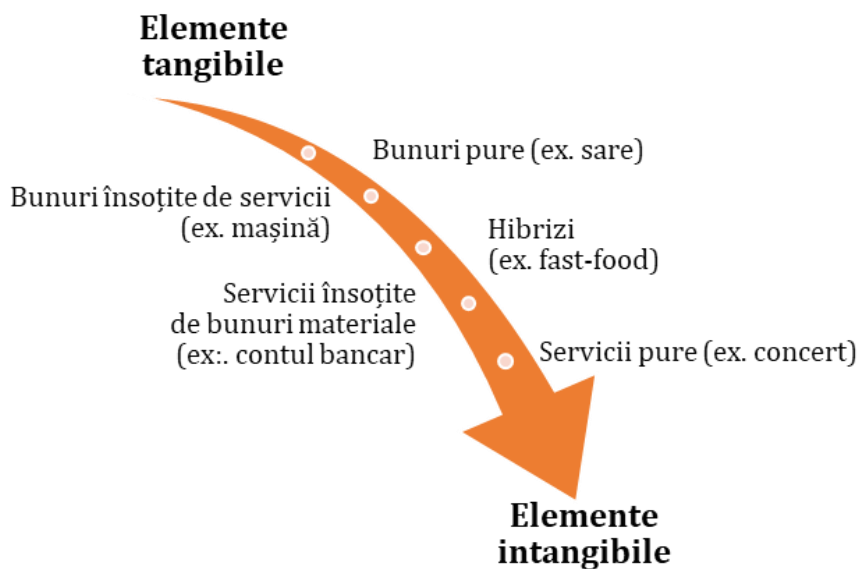 Elemente
tangibile
Bunuri pure (ex. sare)
Bunuri însoțite de servicii
(ex. mașină)
Hibrizi
(ex. fast-food)
Servicii însoțite
de bunuri materiale
(ex:. contul bancar)
Servicii pure (ex. concert)
Elemente
intangibile